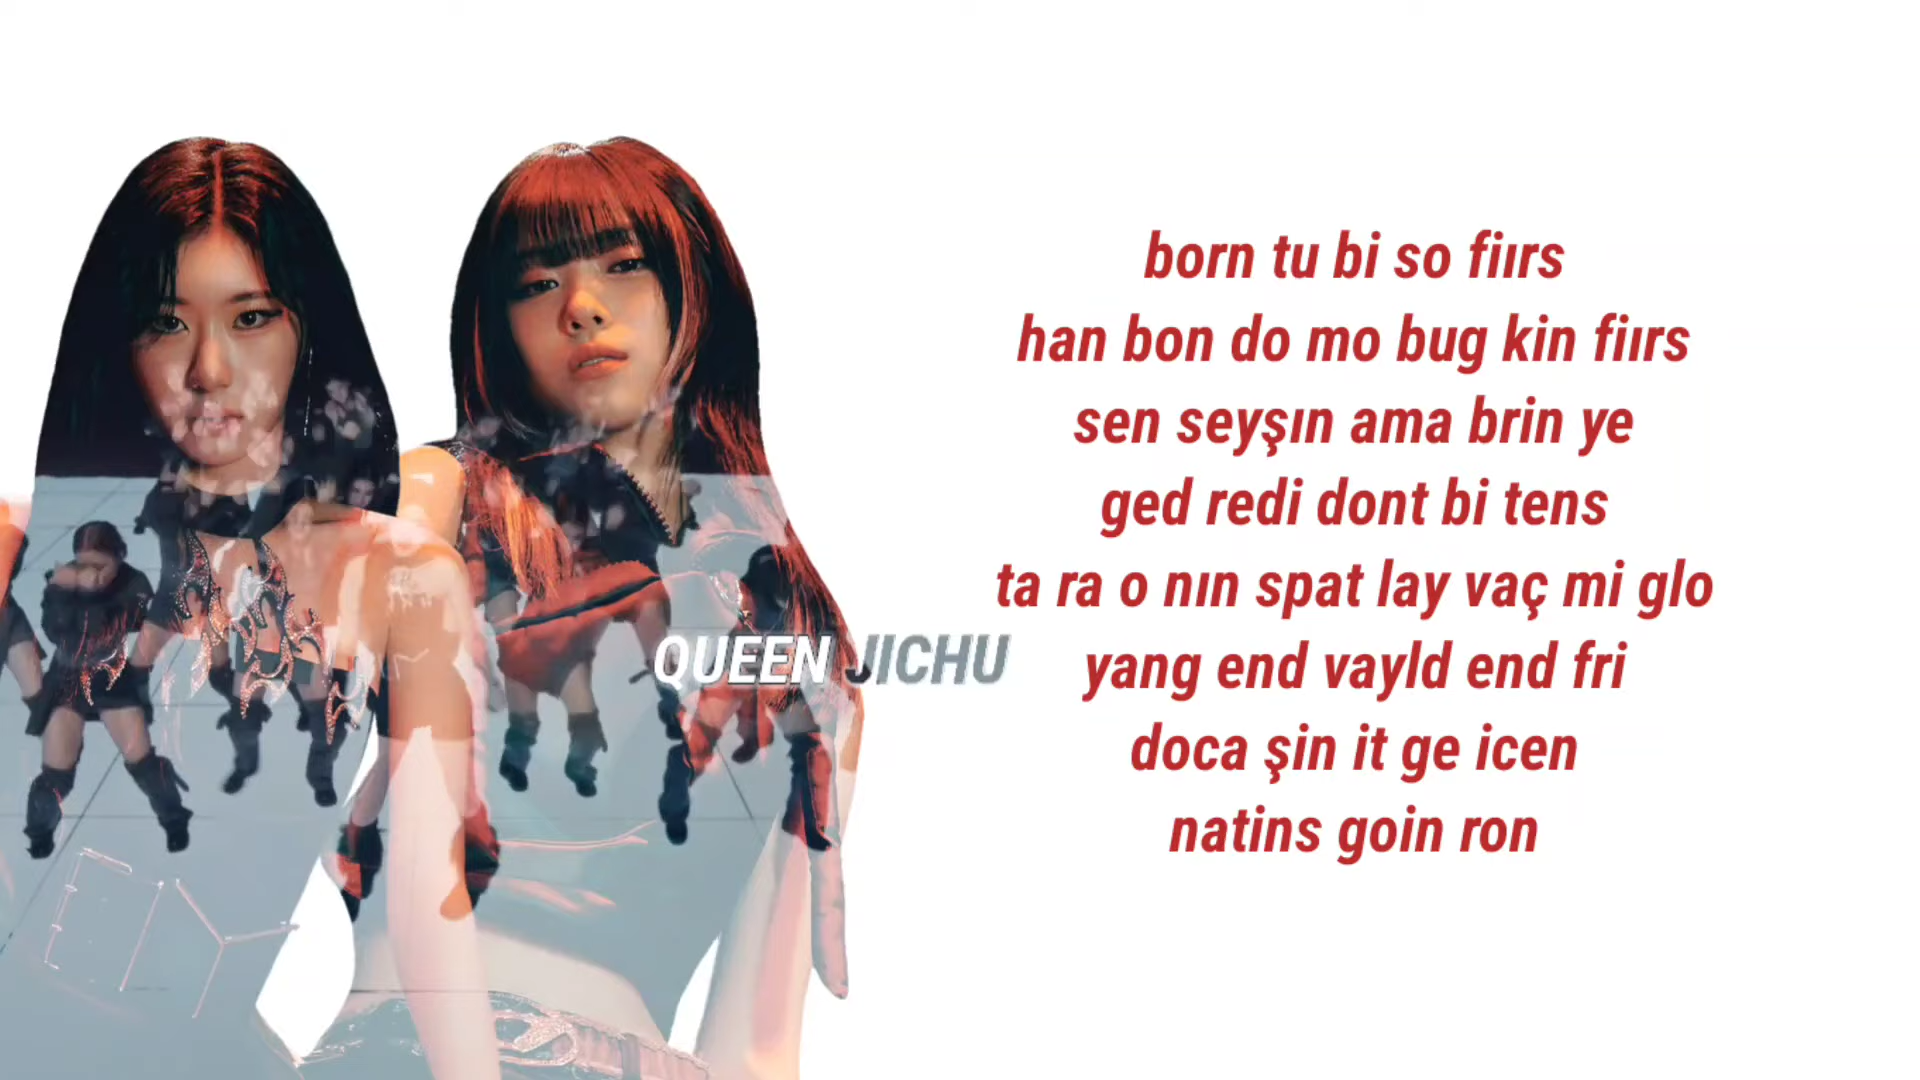 born tu bi so fiırs
han bon do mo bug kin fiırs
sen seyşın ama brin ye
ged redi dont bi tens
ta ra o nın spat lay vaç mi glo
QUEEN JICHU
yang end vayld end fri
doca şin it ge icen
natins goin ron